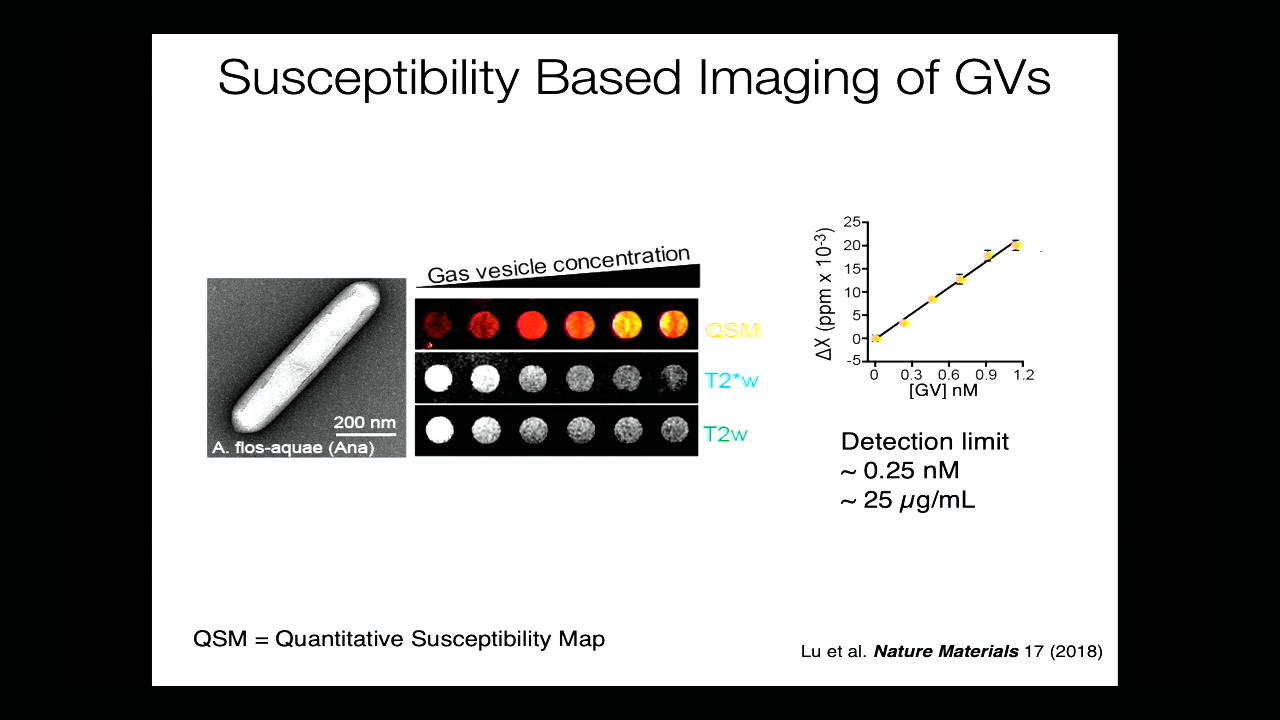 Susceptibility Based Imaging of GVs
Gas vesicle concentration
QSM
T2*w
T2w
200 nm
A. flos-aquae (Ana)
ΔX (ppm x 10-3)
25
20
15
10
5
0
-5
0 0.3 0.6 0.9 1.2
[GV] nM
Detection limit
~ 0.25 nM
~ 25 µg/mL
QSM = Quantitative Susceptibility Map
Lu et al. Nature Materials 17 (2018)